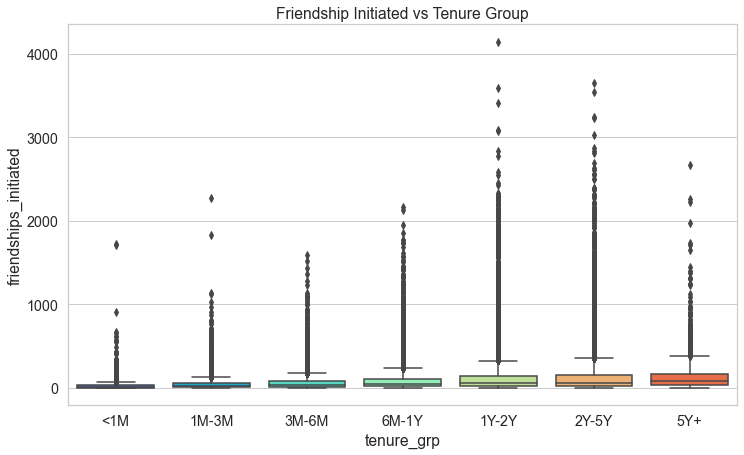 Friendship Initiated vs Tenure Group
friendships_initiated
4000
3000
2000
1000
0
<1M 1M-3M 3M-6M 6M-1Y 1Y-2Y 2Y-5Y 5Y+
tenure_grp